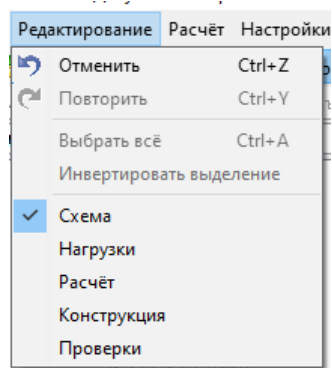 Редактирование Расчёт Настройки
Отменить Ctrl+Z
Повторить Ctrl+Y
Выбрать всё Ctrl+A
Инвертировать выделение
Схема
Нагрузки
Расчёт
Конструкция
Проверки